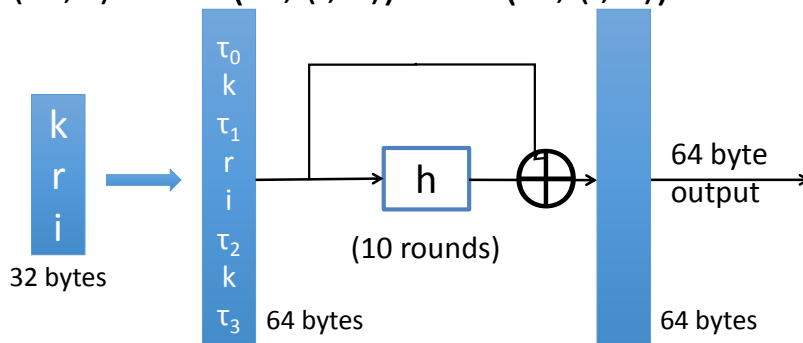 k
r
i
32 bytes
τ₀
k
τ₁
r
i
τ₂
k
τ₃
64 bytes
h
(10 rounds)
64 byte
output
64 bytes